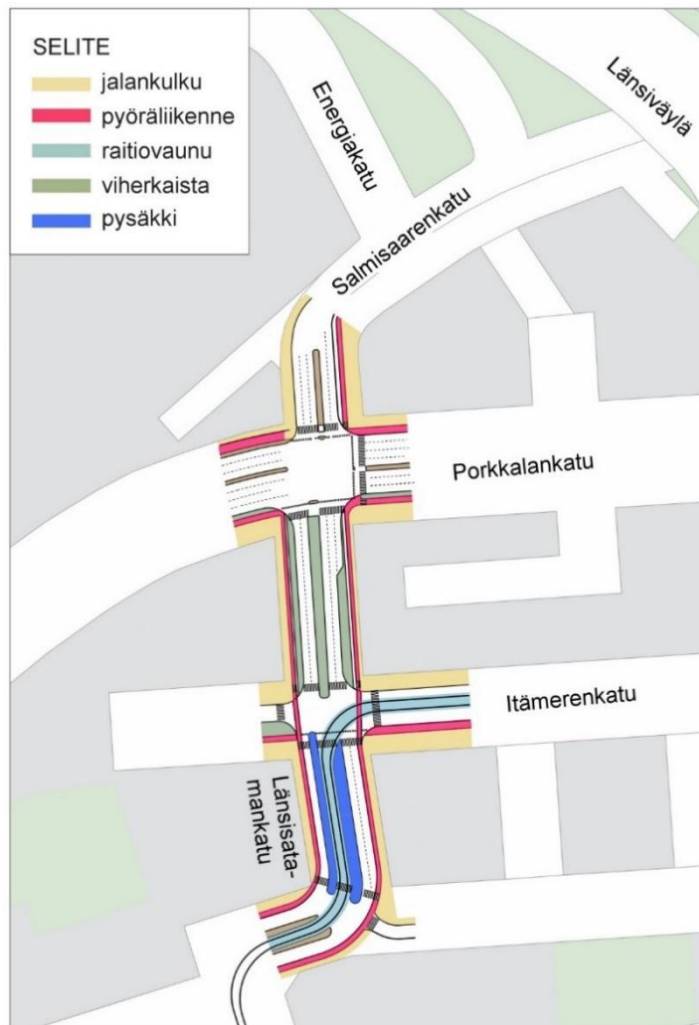 SELITE
jalankulku
pyöräliikenne
raitiovaunu
viherkaista
pysäkki
Energiakatu
Länsiväylä
Salmisaarenkatu
Porkkalankatu
Itämerenkatu
Länsisata-
mankatu